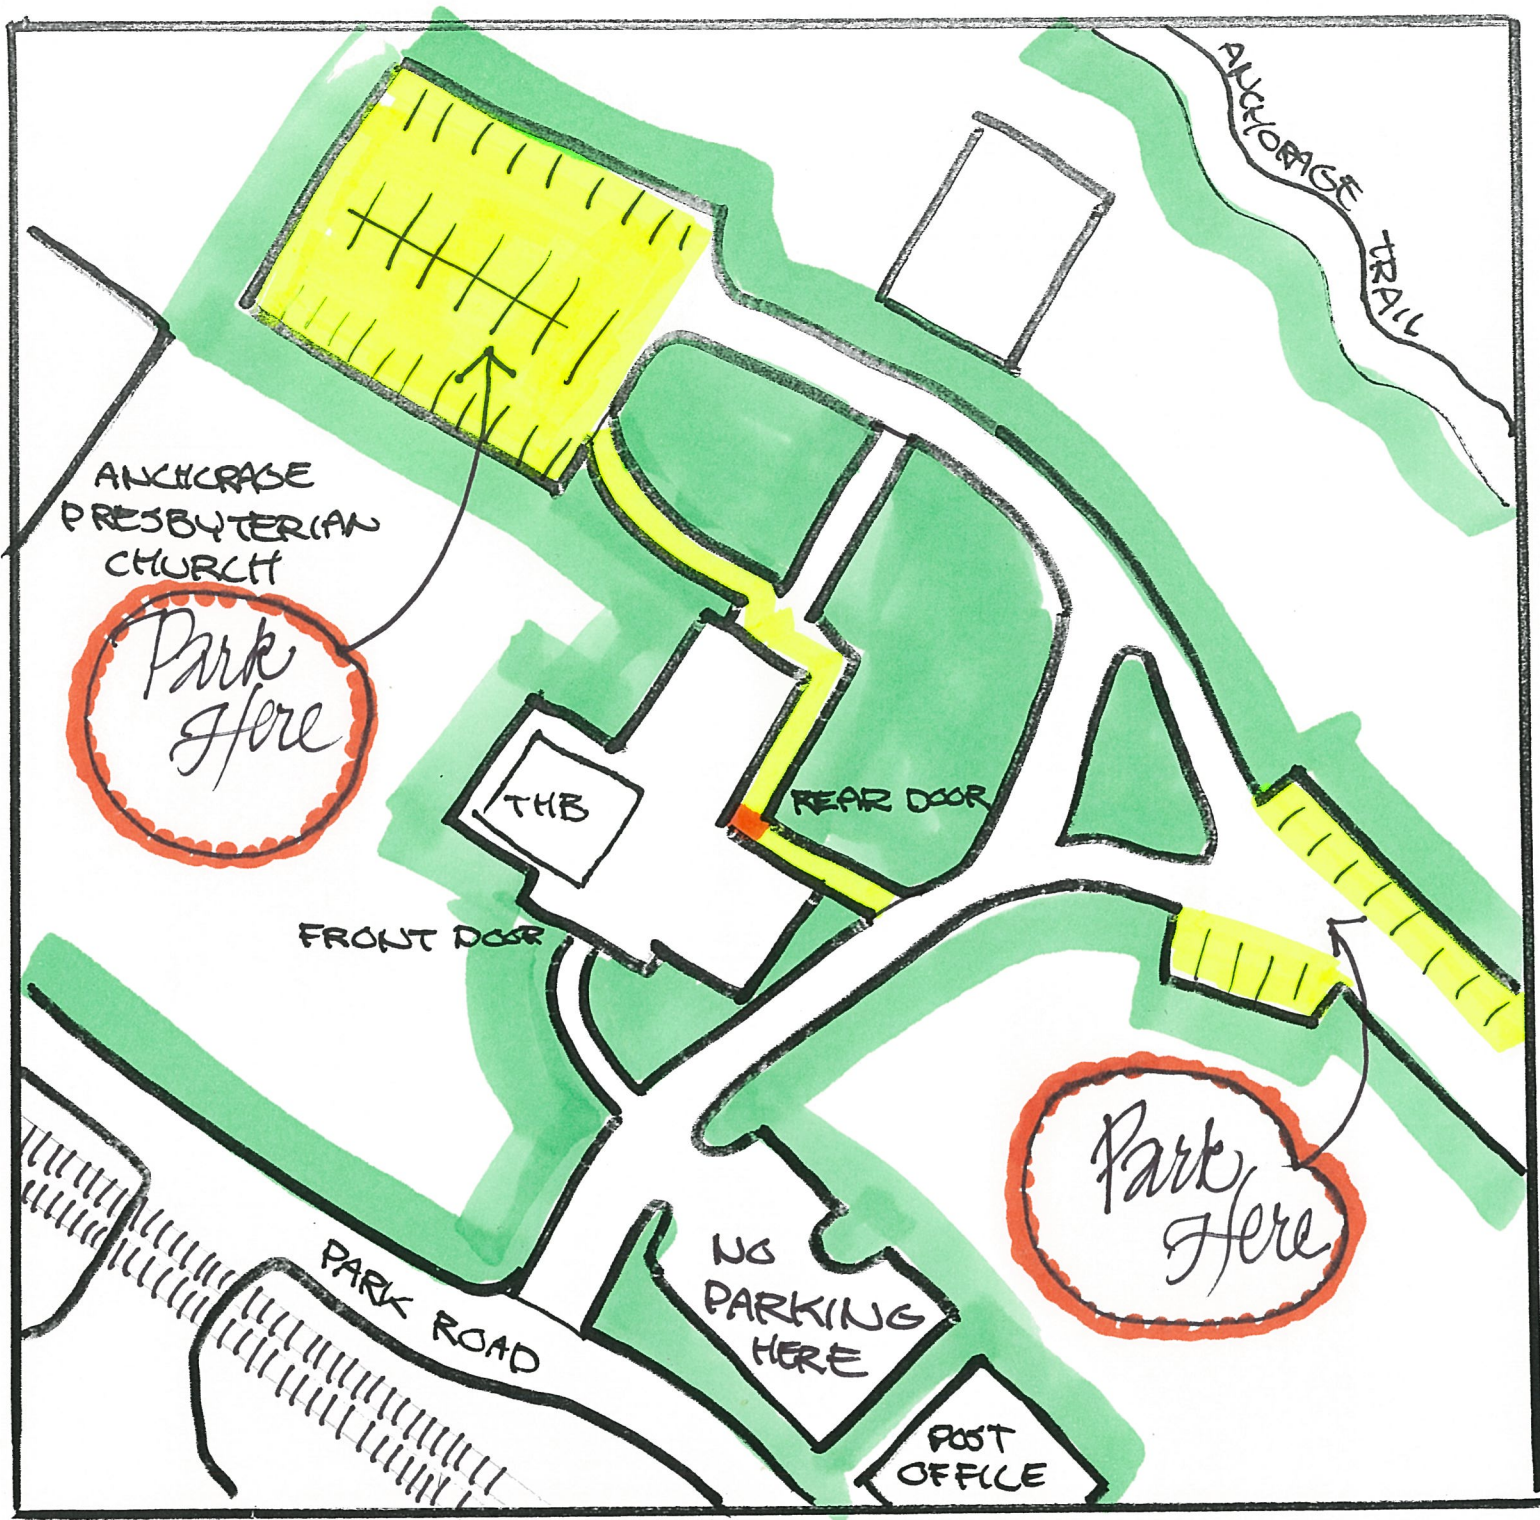 ANCHORAGE TRAIL
ANCHORAGE
PRESBYTERIAN
CHURCH
Park
Here
THB
REAR DOOR
FRONT DOOR
Park
Here
NO
PARKING
HERE
PARK ROAD
POST
OFFICE